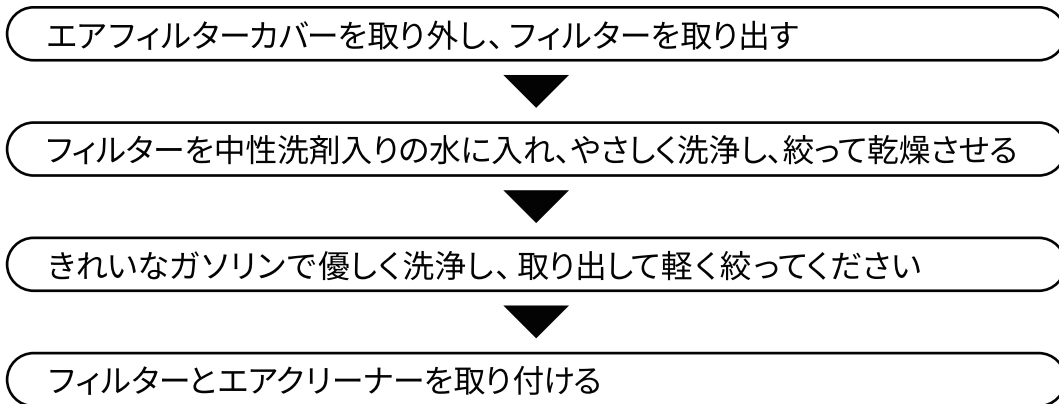 エアフィルターカバーを取り外し、フィルターを取り出す
フィルターを中性洗剤入りの水に入れ、やさしく洗浄し、絞って乾燥させる
きれいなガソリンで優しく洗浄し、取り出して軽く絞ってください
フィルターとエアクリーナーを取り付ける